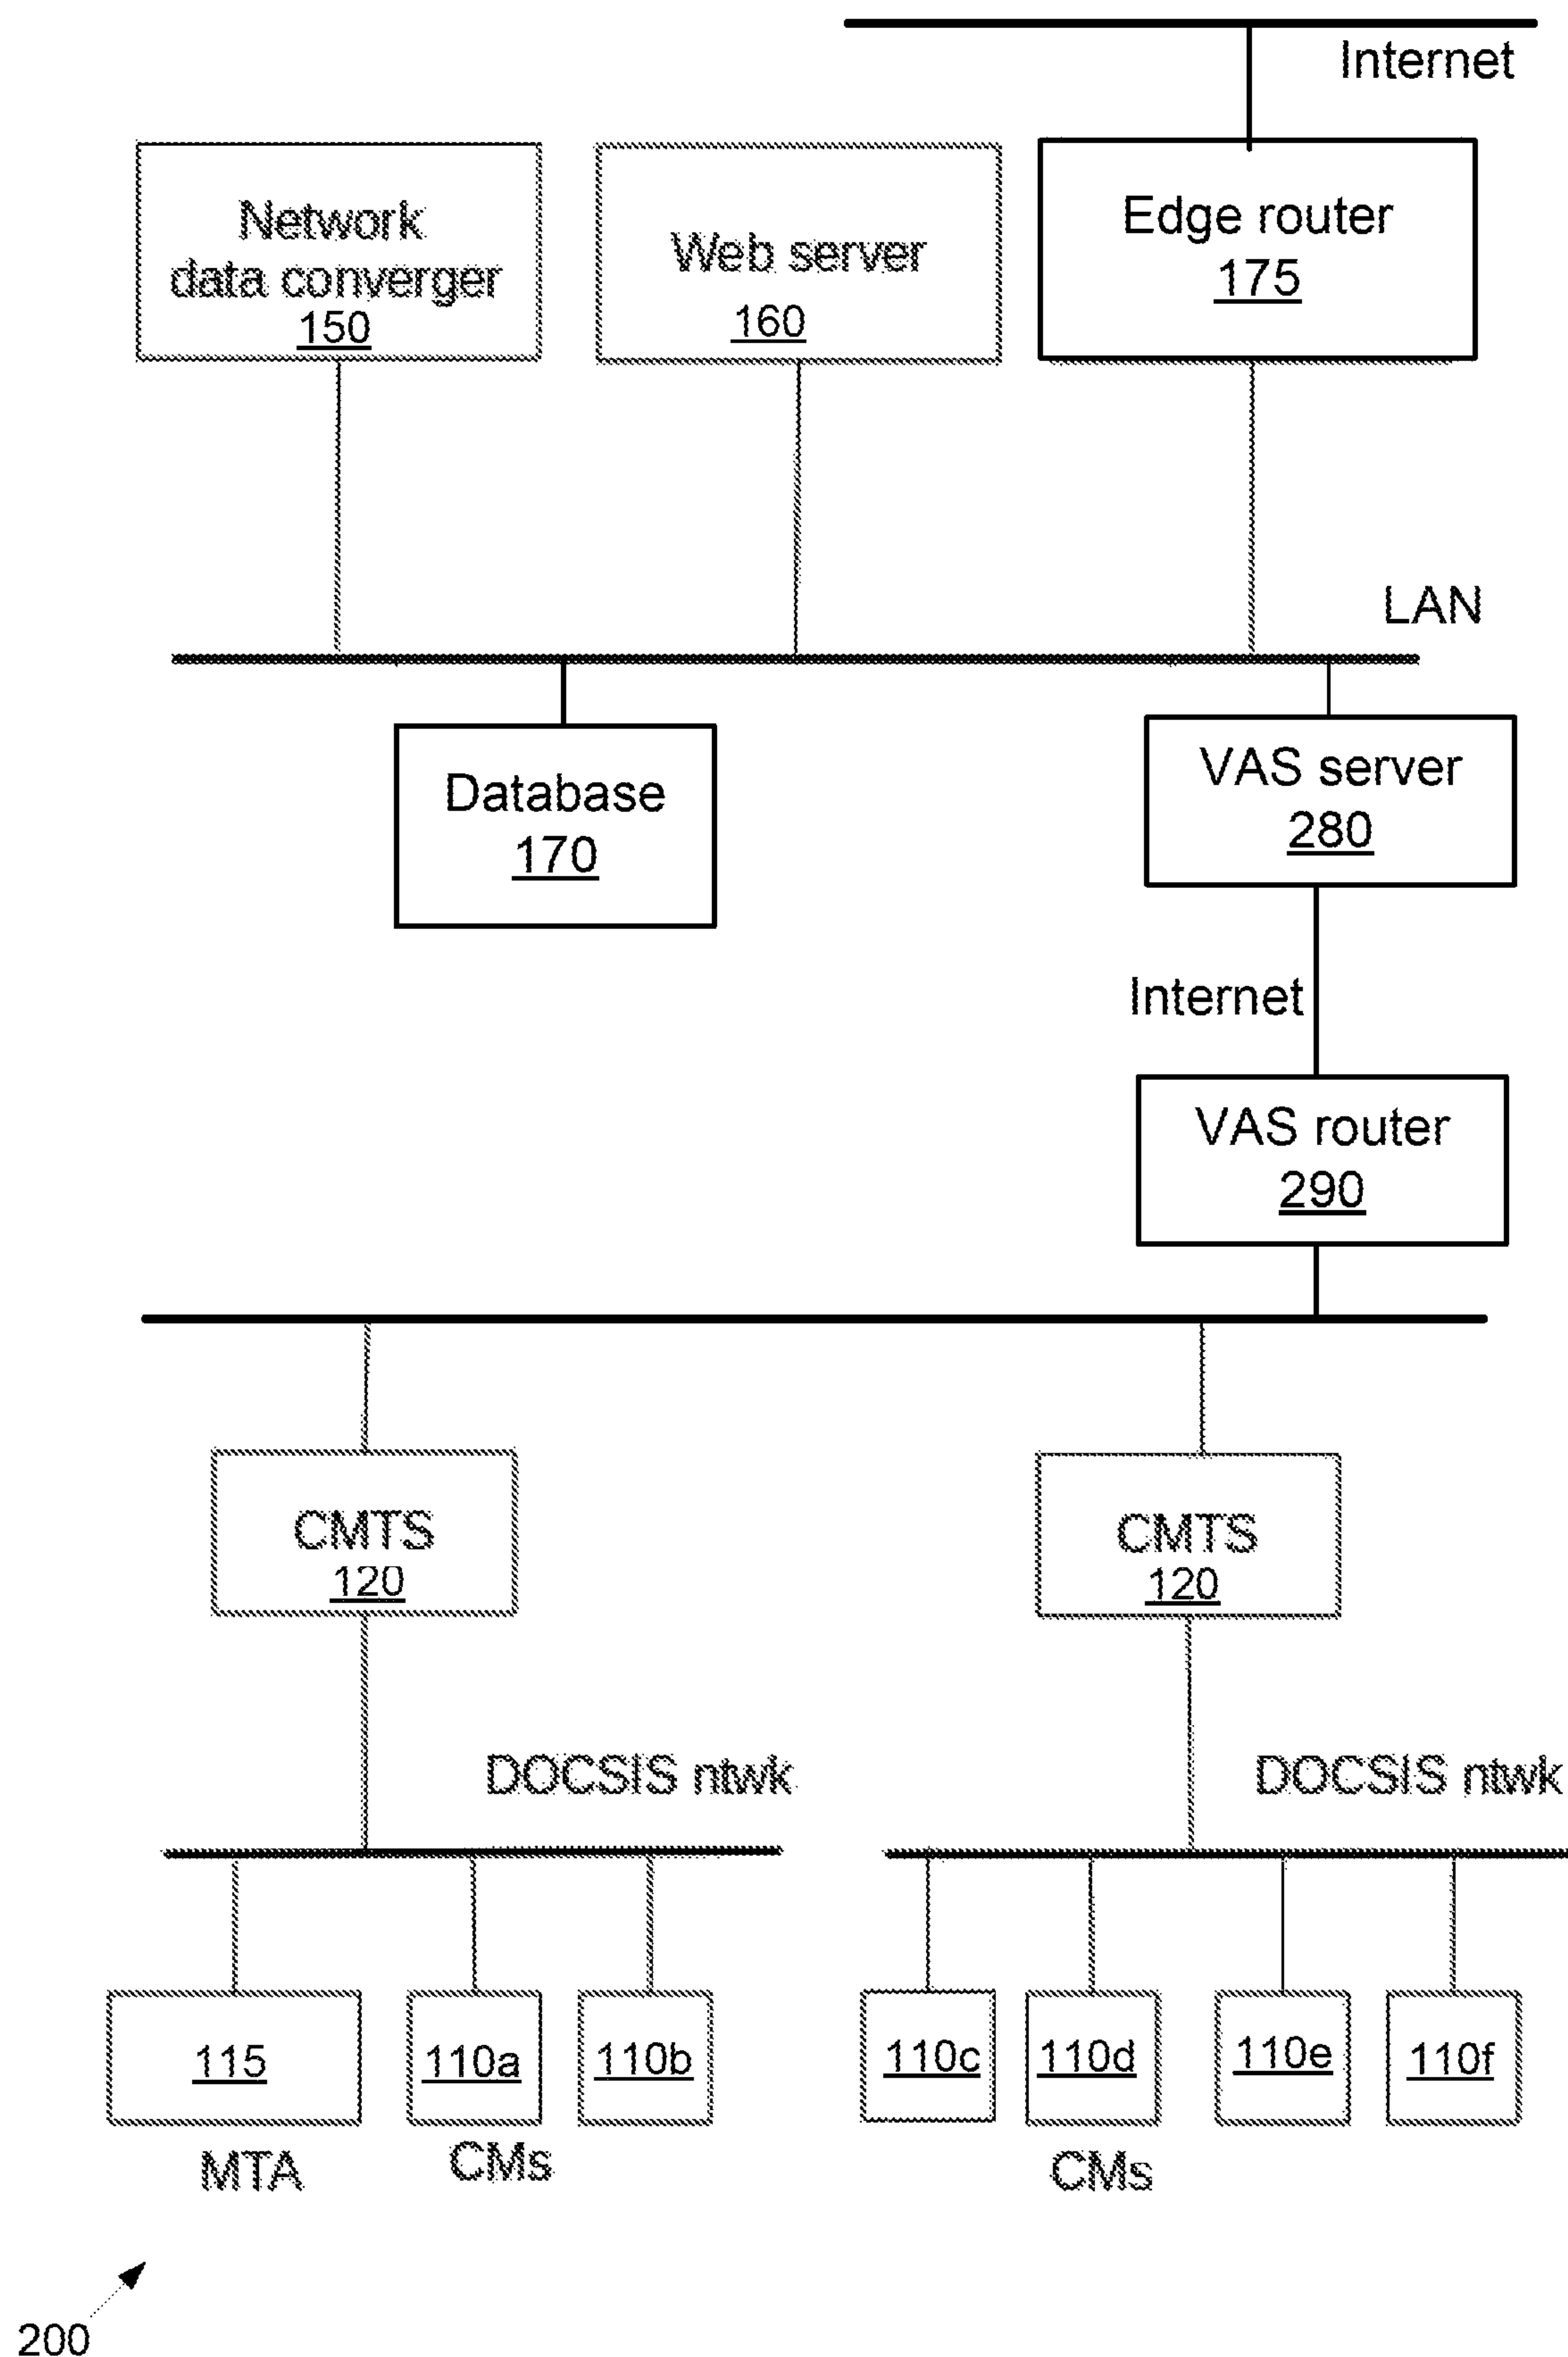 Internet
Network
data converger
150
Web server
160
Edge router
175
LAN
Database
170
VAS server
280
Internet
VAS router
290
CMTS
120
CMTS
120
DOCSIS ntwk
DOCSIS ntwk
115
110a
110b
110c
110d
110e
110f
MTA
CMs
CMs
200